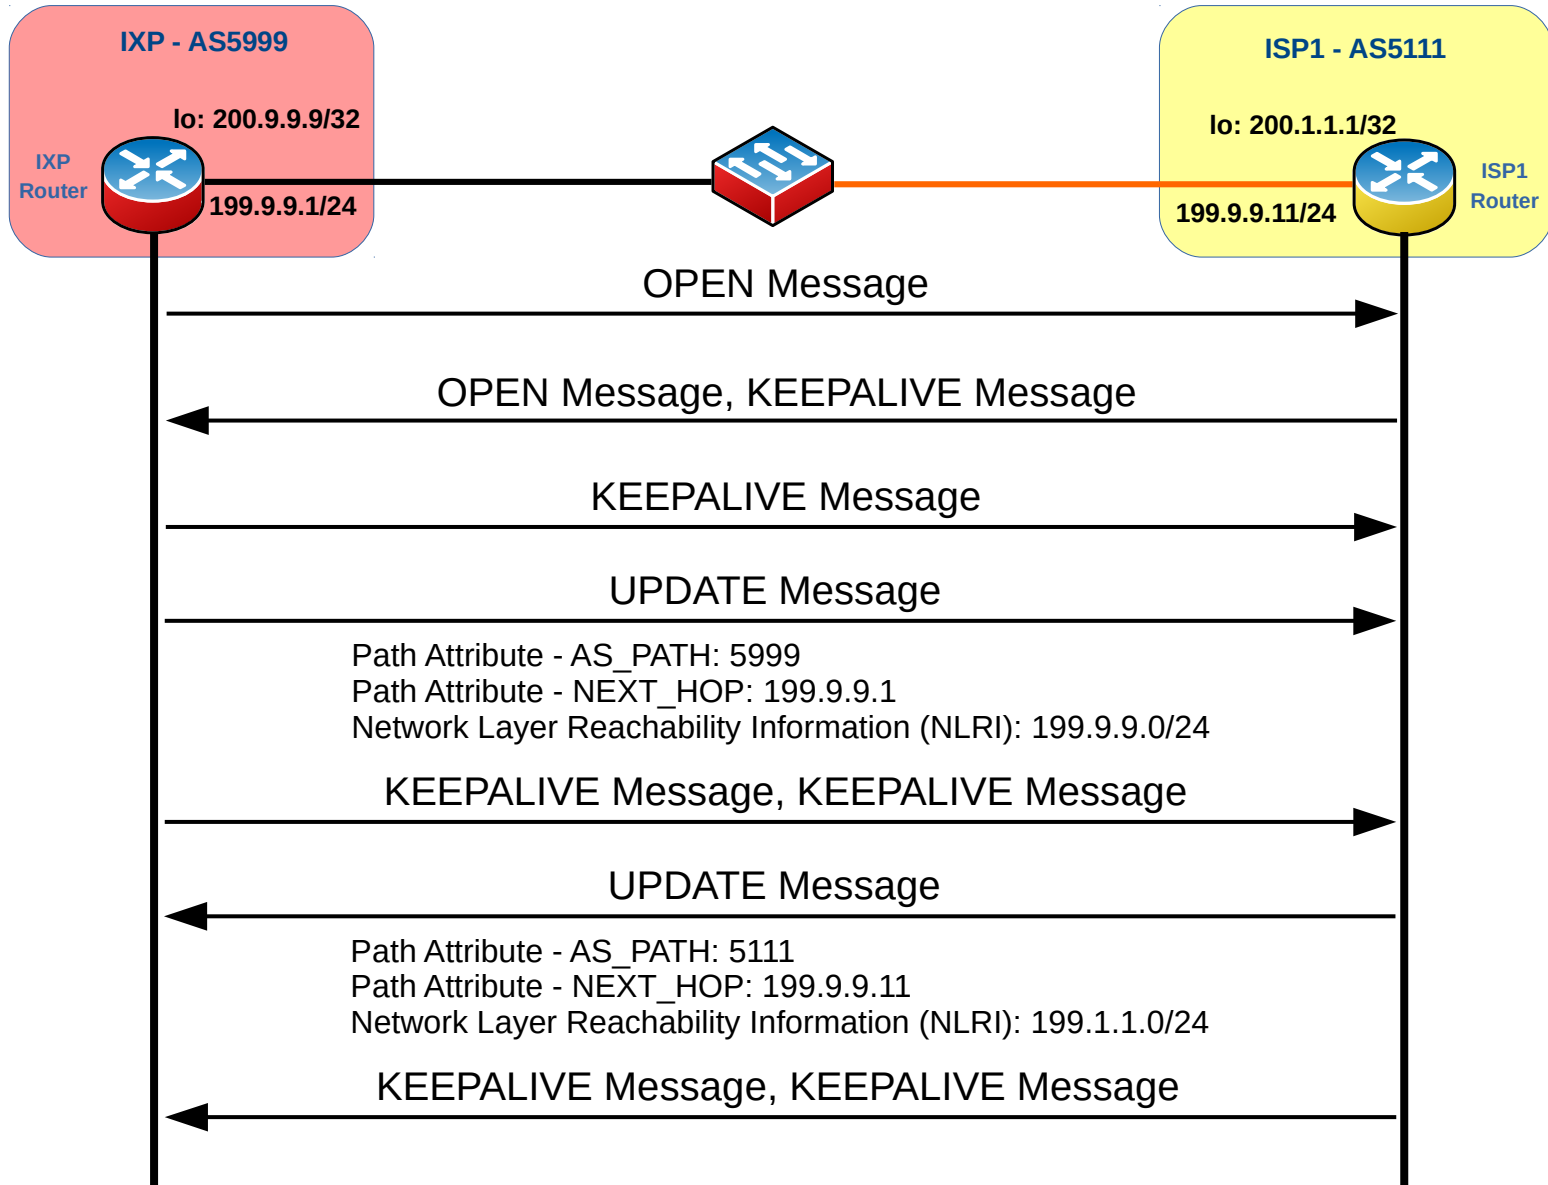 IXP - AS5999
ISP1 - AS5111
lo: 200.9.9.9/32
lo: 200.1.1.1/32
IXP
Router
ISP1
Router
199.9.9.1/24
199.9.9.11/24
OPEN Message
OPEN Message, KEEPALIVE Message
KEEPALIVE Message
UPDATE Message
Path Attribute - AS_PATH: 5999
Path Attribute - NEXT_HOP: 199.9.9.1
Network Layer Reachability Information (NLRI): 199.9.9.0/24
KEEPALIVE Message, KEEPALIVE Message
UPDATE Message
Path Attribute - AS_PATH: 5111
Path Attribute - NEXT_HOP: 199.9.9.11
Network Layer Reachability Information (NLRI): 199.1.1.0/24
KEEPALIVE Message, KEEPALIVE Message